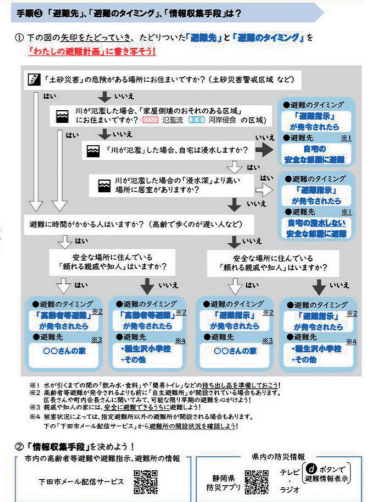 手順❸「避難先」、「避難のタイミング」、「情報収集手段」は？
① 下の図の矢印をたどっていき、たどりついた「避難先」と「避難のタイミング」を
「わたしの避難計画」に書き写そう！
「土砂災害」の危険がある場所にお住まいですか？（土砂災害警戒区域 など）
はい
いいえ
川が氾濫した場合、「家屋倒壊のおそれのある区域」
にお住まいですか？（氾濫流 河岸侵食 の区域）
はい
いいえ
「川が氾濫」した場合、自宅は浸水しますか？
いいえ
はい
●避難のタイミング
「避難指示」
が発令されたら
●避難先 ※1
自宅の
安全な部屋に避難
川が氾濫した場合の「浸水深」より高い
場所に居室がありますか？
はい
いいえ
●避難のタイミング
「避難指示」
が発令されたら
●避難先 ※1
自宅の浸水しない
安全な部屋に避難
避難に時間がかかる人はいますか？（高齢で歩くのが遅い人など）
はい
いいえ
安全な場所に住んでいる
「頼れる親戚や知人」はいますか？
はい
いいえ
安全な場所に住んでいる
「頼れる親戚や知人」はいますか？
はい
いいえ
●避難のタイミング
「高齢者等避難」※2
が発令されたら
●避難先 ※3
〇〇さんの家
●避難のタイミング
「高齢者等避難」※2
が発令されたら
●避難先 ※4
・稲生沢小学校
・その他
●避難のタイミング
「避難指示」※2
が発令されたら
●避難先 ※3
〇〇さんの家
●避難のタイミング
「避難指示」※2
が発令されたら
●避難先 ※4
・稲生沢小学校
・その他
※1 水が引くまでの間の「飲み水・食料」や「簡易トイレ」などの持ち出し品を準備しておこう！
※2 高齢者等避難が発令されるよりも前に「自主避難所」が開設されている場合もあります。
区長さんや町内会長さんに聞いてみて、可能な限り早期の避難を心がけよう！
※3 親戚や知人の家には、安全に避難できるうちに避難しよう！
※4 被害状況によっては、指定避難所以外の避難所が開設される場合もあります。
下の「下田市メール配信サービス」から避難所の開設状況を確認しよう！
② 「情報収集手段」を決めよう！
市内の高齢者等避難や避難指示、避難所の情報
下田市メール配信サービス
県内の防災情報
静岡県
防災アプリ
テレビ
・
ラジオ
dボタンで
避難情報表示